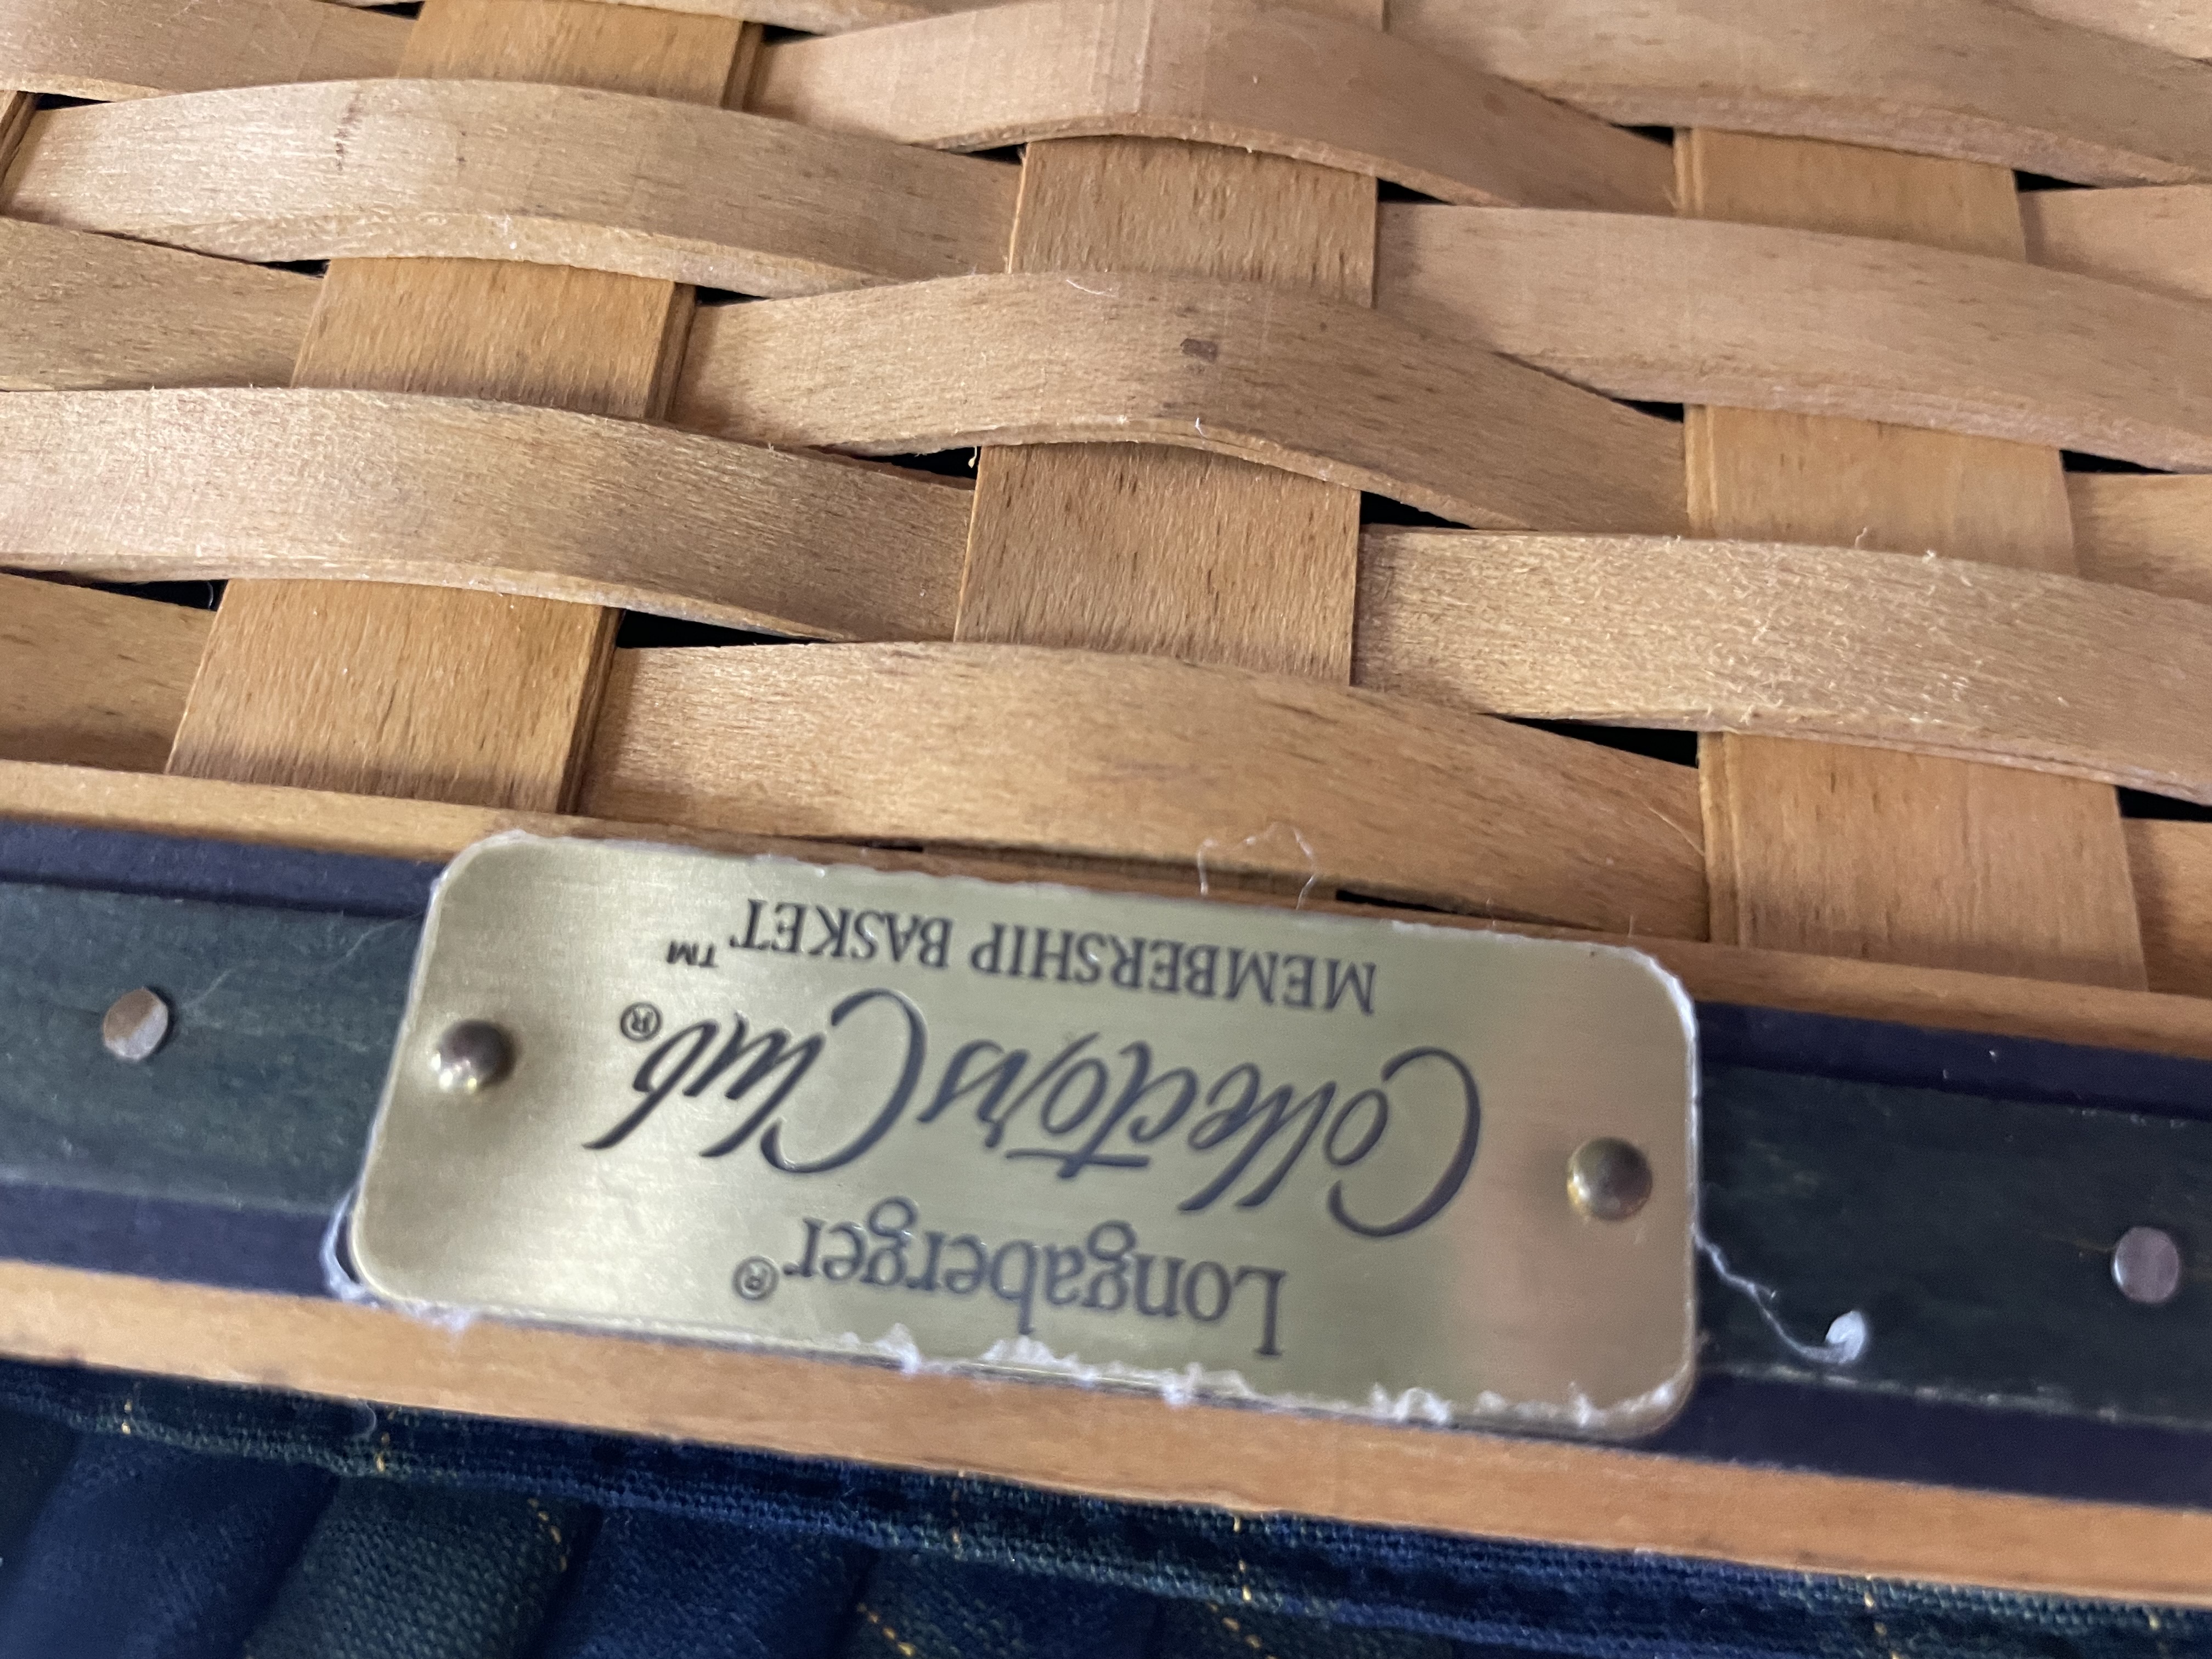 Longaberger®
Collectors Club®
MEMBERSHIP BASKET™